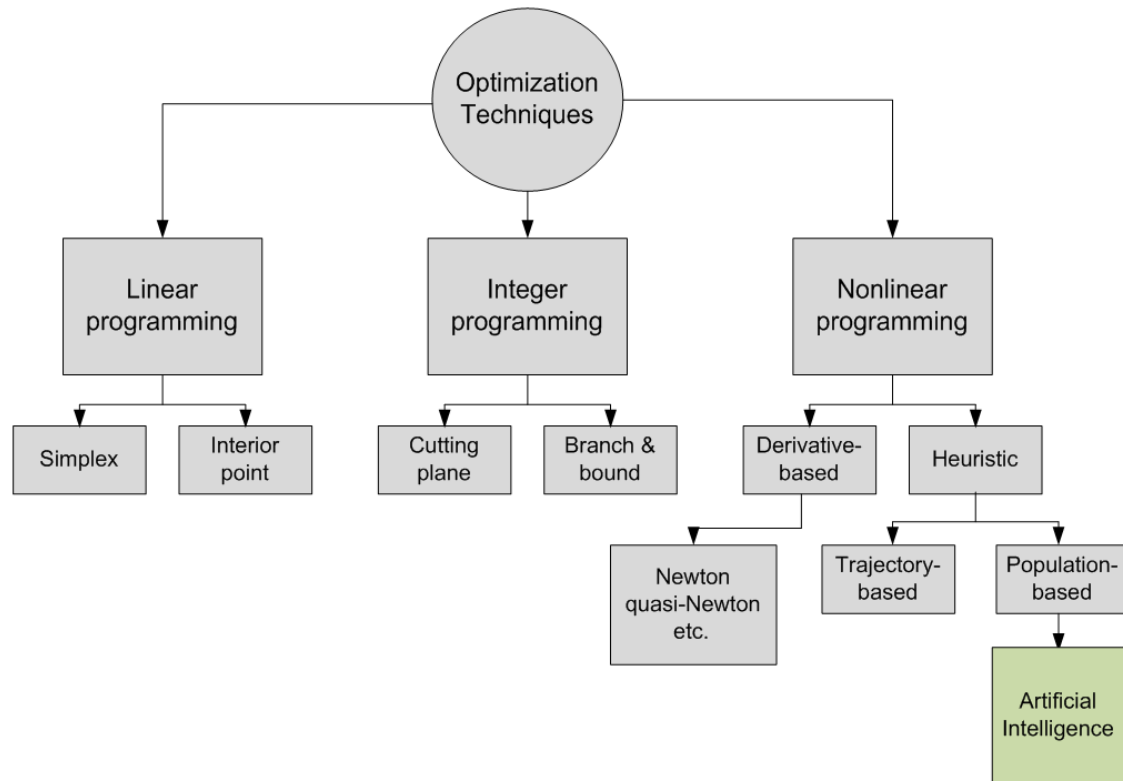 Optimization
Techniques
Linear
programming
Integer
programming
Nonlinear
programming
Simplex
Interior
point
Cutting
plane
Branch &
bound
Derivative-
based
Heuristic
Newton
quasi-Newton
etc.
Trajectory-
based
Population-
based
Artificial
Intelligence